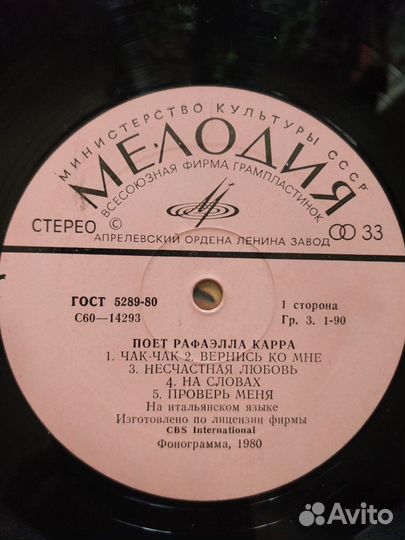 МИНИСТЕРСТВО КУЛЬТУРЫ СССР
МЕЛОДИЯ
ВСЕСОЮЗНАЯ ФИРМА ГРАМПЛАСТИНОК
СТЕРЕО ©
33
АПРЕЛЕВСКИЙ ОРДЕНА ЛЕНИНА ЗАВОД
ГОСТ 5289-80
С60—14293
1 сторона
Гр. 3. 1-90
ПОЕТ РАФАЭЛЛА КАРРА
1. ЧАК-ЧАК 2. ВЕРНИСЬ КО МНЕ
3. НЕСЧАСТНАЯ ЛЮБОВЬ
4. НА СЛОВАХ
5. ПРОВЕРЬ МЕНЯ
На итальянском языке
Изготовлено по лицензии фирмы
CBS International
Фонограмма, 1980
Avito